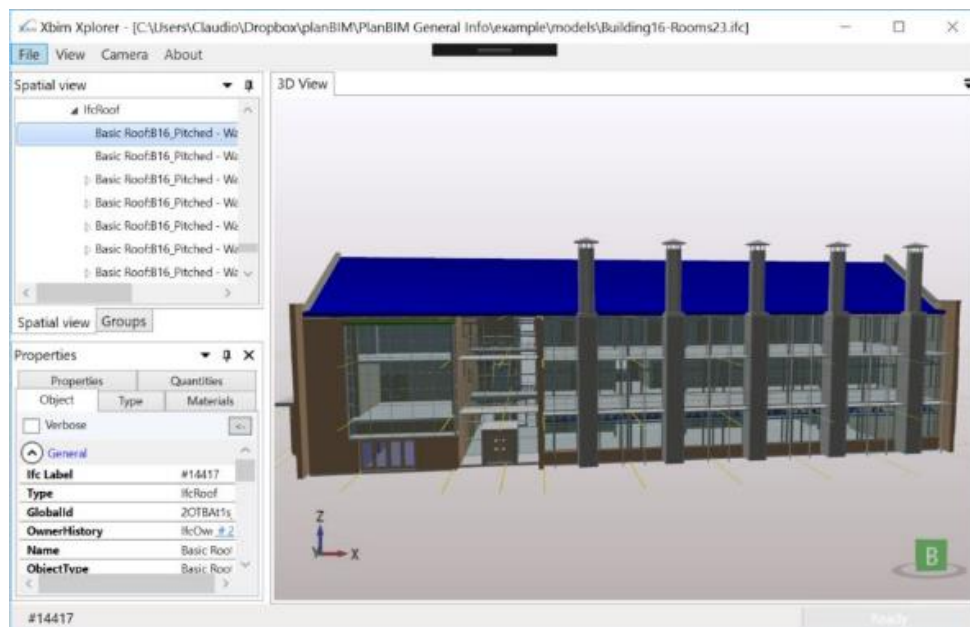 Xbim Xplorer - [C:\Users\Claudio\Dropbox\planBIM\PlanBIM General Info\example\models\Building16-Rooms23.ifc]
File View Camera About
Spatial view
3D View
IfcRoof
Basic Roof:B16_Pitched - Wa
Basic Roof:B16_Pitched - Wa
Basic Roof:B16_Pitched - Wa
Basic Roof:B16_Pitched - Wa
Basic Roof:B16_Pitched - Wa
Basic Roof:B16_Pitched - Wa
Basic Roof:B16_Pitched - Wa
Spatial view Groups
Properties
Properties Quantities
Object Type Materials
Verbose
General
Ifc Label #14417
Type IfcRoof
GlobalId 2OTBAt1s
OwnerHistory IfcOw #2
Name Basic Roo
ObjectType Basic Roo
Z
Y X
B
#14417 Ready